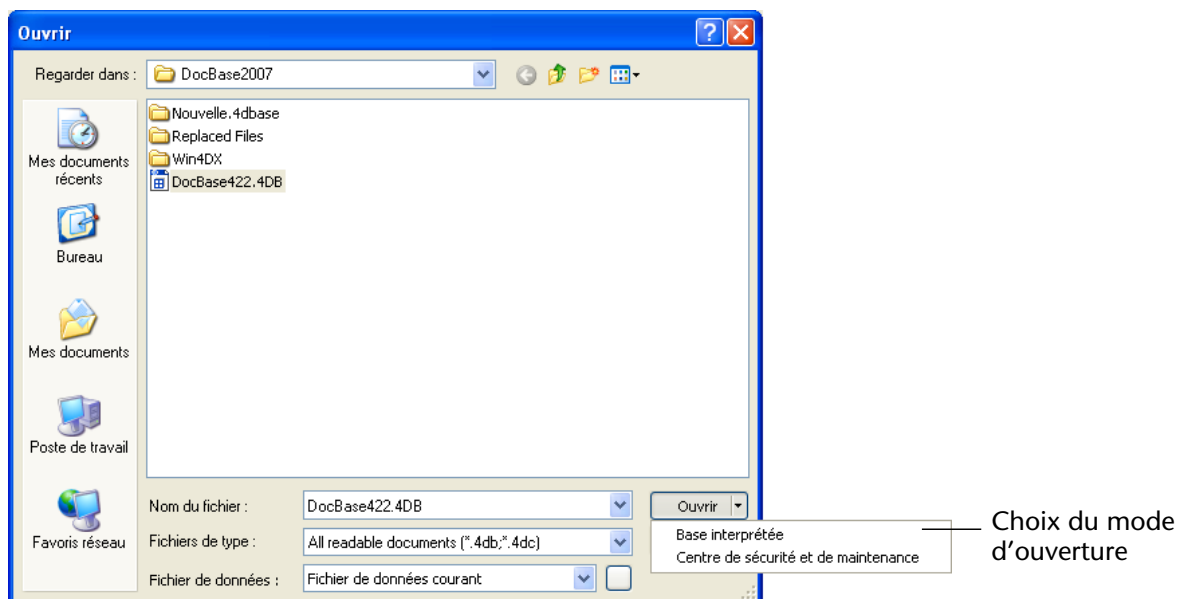 Ouvrir
Regarder dans :
DocBase2007
Nouvelle.4dbase
Replaced Files
Win4DX
DocBase422.4DB
Mes documents
récents
Bureau
Mes documents
Poste de travail
Favoris réseau
Nom du fichier :
DocBase422.4DB
Ouvrir
Fichiers de type :
All readable documents (*.4db;*.4dc)
Fichier de données :
Fichier de données courant
Base interprétée
Centre de sécurité et de maintenance
Choix du mode
d’ouverture